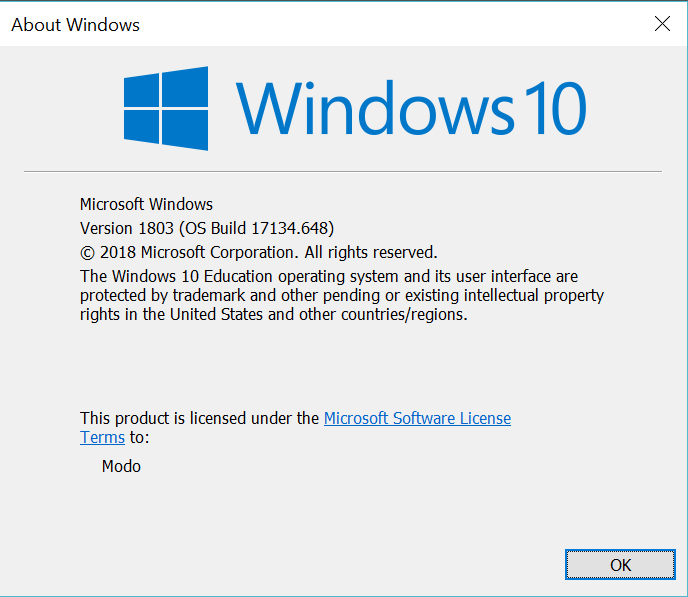 About Windows
Windows 10
Microsoft Windows
Version 1803 (OS Build 17134.648)
© 2018 Microsoft Corporation. All rights reserved.
The Windows 10 Education operating system and its user interface are
protected by trademark and other pending or existing intellectual property
rights in the United States and other countries/regions.
This product is licensed under the Microsoft Software License
Terms to:
Modo
OK